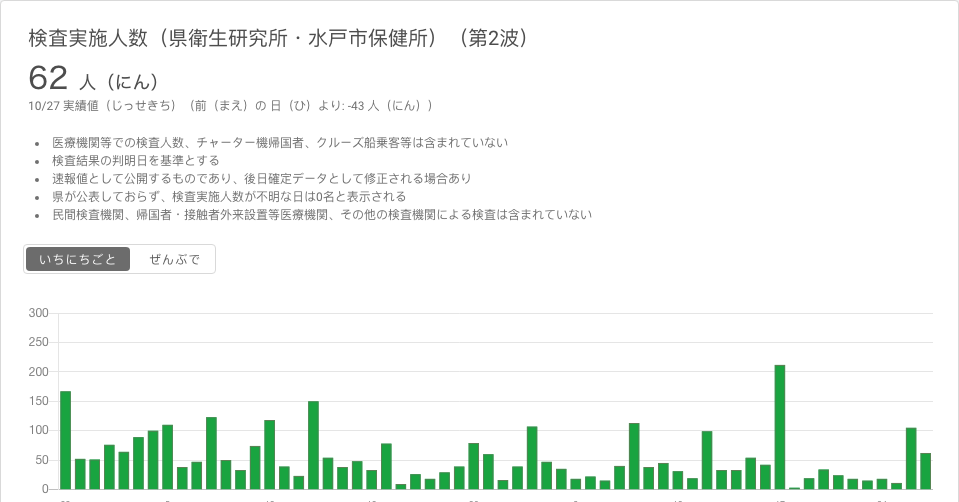 検査実施人数（県衛生研究所・水戸市保健所）（第2波）
62 人（にん）
10/27 実績値（じっせきち）（前（まえ）の 日（ひ）より: -43 人（にん））
• 医療機関等での検査人数、チャーター機帰国者、クルーズ船乗客等は含まれていない
• 検査結果の判明日を基準とする
• 速報値として公開するものであり、後日確定データとして修正される場合あり
• 県が公表しておらず、検査実施人数が不明な日は0名と表示される
• 民間検査機関、帰国者・接触者外来設置等医療機関、その他の検査機関による検査は含まれていない
いちにちごと ぜんぶで
300
250
200
150
100
50
0